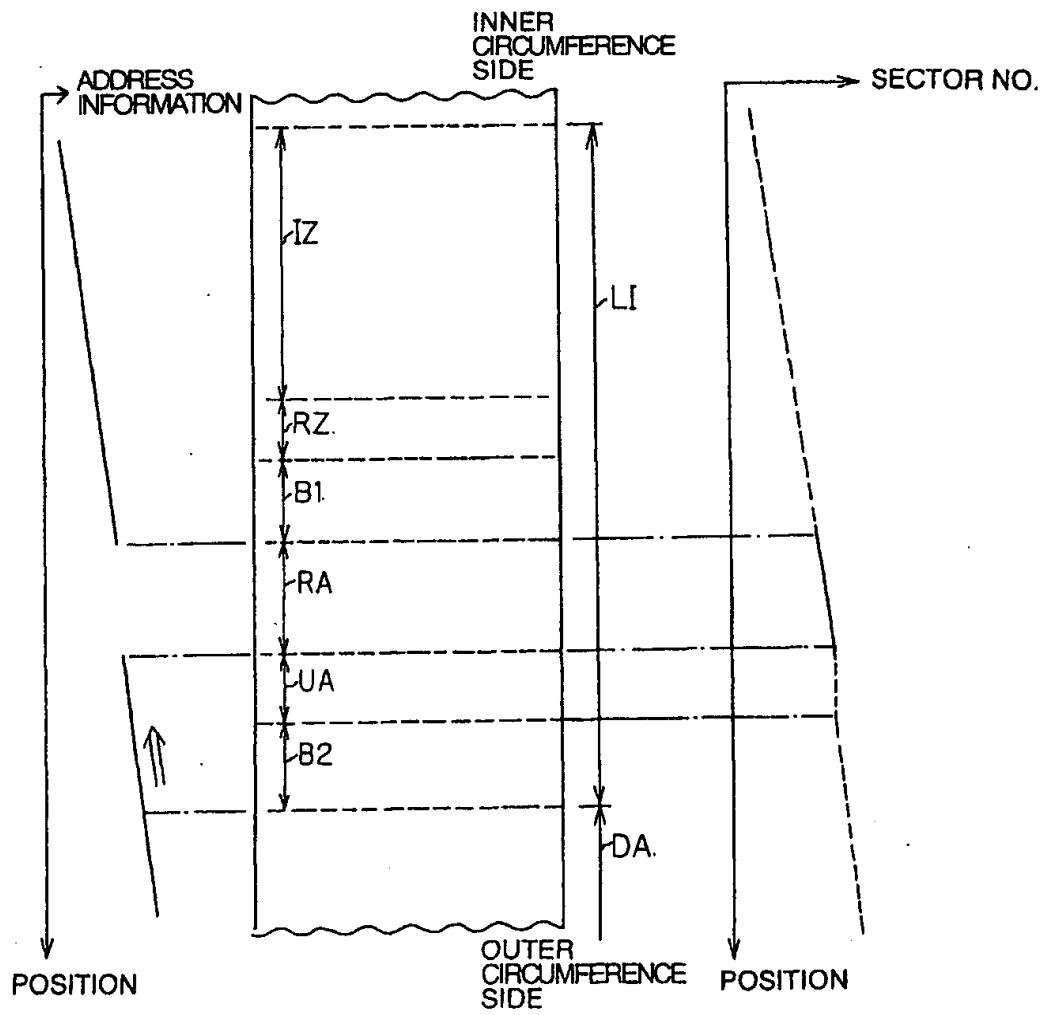 INNER
CIRCUMFERENCE
SIDE
ADDRESS
INFORMATION
SECTOR NO.
IZ
LI
RZ.
B1.
RA
UA
B2
DA.
OUTER
CIRCUMFERENCE
SIDE
POSITION
POSITION